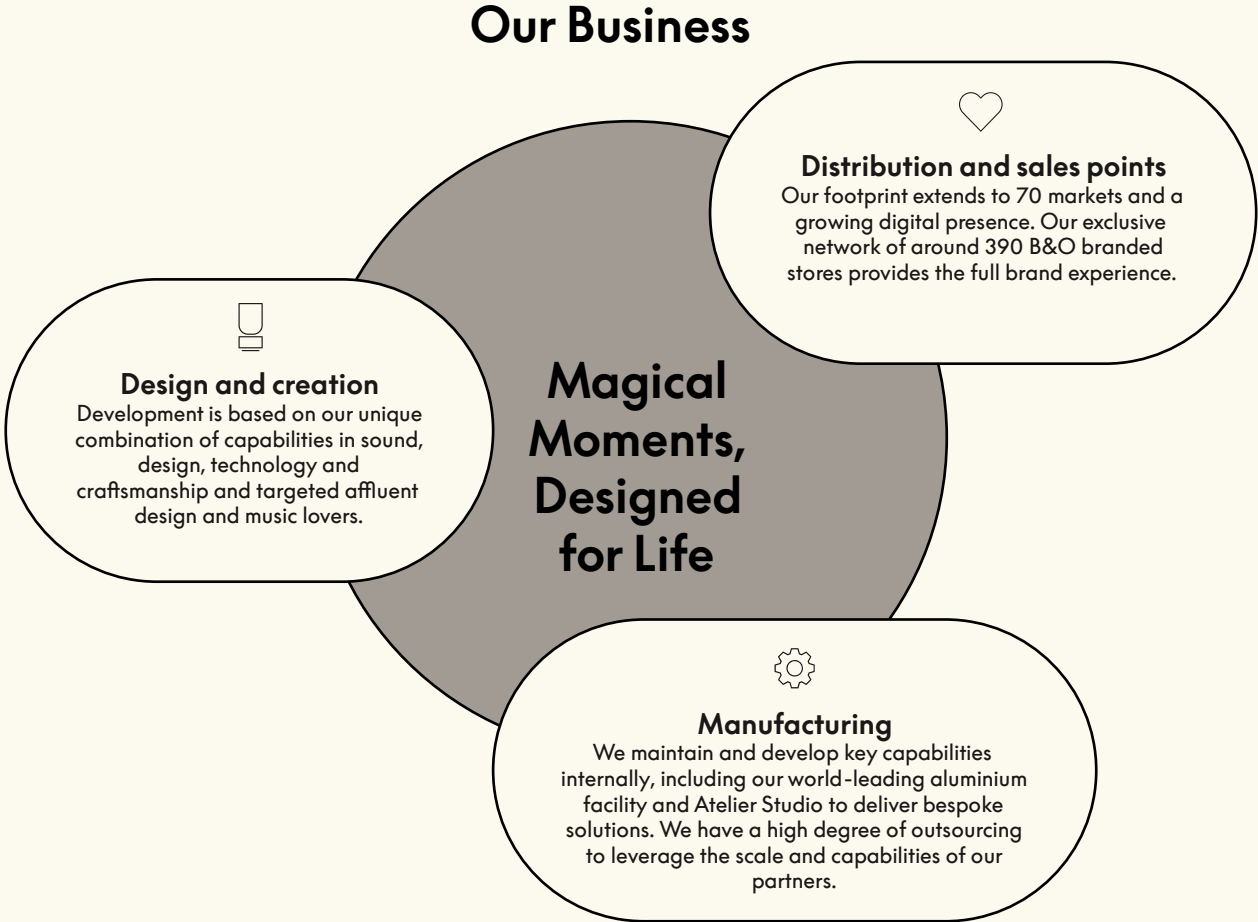 Our Business
Distribution and sales points
Our footprint extends to 70 markets and a
growing digital presence. Our exclusive
network of around 390 B&O branded
stores provides the full brand experience.
Design and creation
Development is based on our unique
combination of capabilities in sound,
design, technology and
craftsmanship and targeted affluent
design and music lovers.
Magical
Moments,
Designed
for Life
Manufacturing
We maintain and develop key capabilities
internally, including our world-leading aluminium
facility and Atelier Studio to deliver bespoke
solutions. We have a high degree of outsourcing
to leverage the scale and capabilities of our
partners.